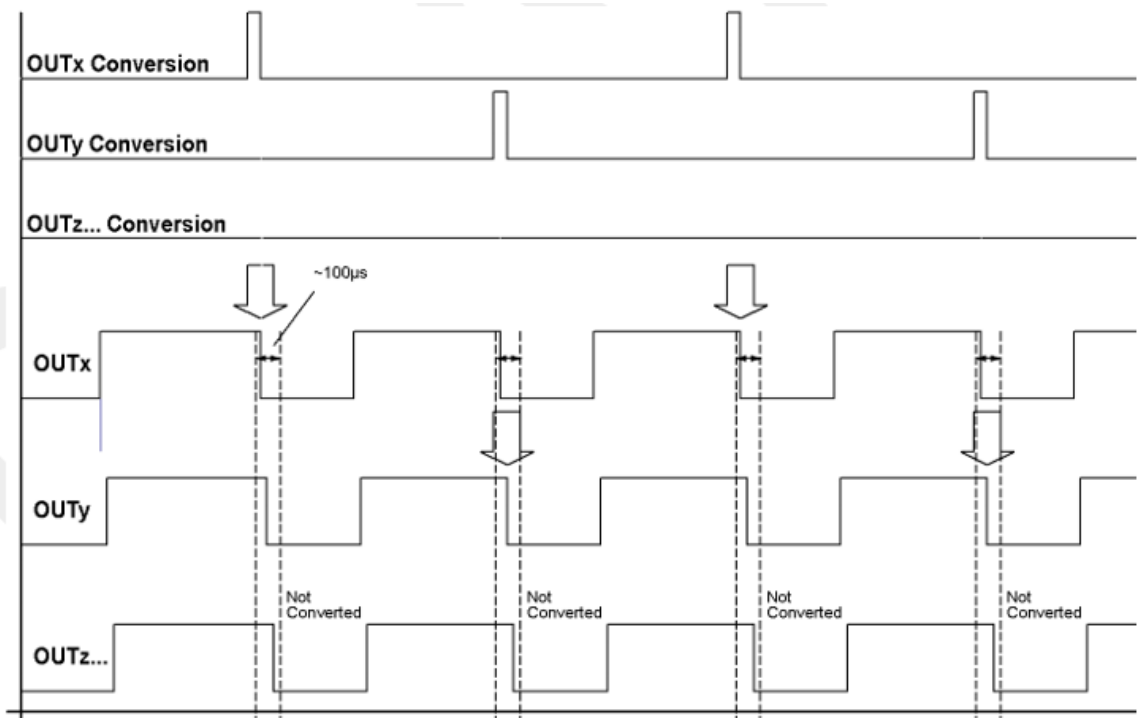 OUTx Conversion
OUTy Conversion
OUTz... Conversion
~100µs
OUTx
OUTy
Not
Converted
Not
Converted
Not
Converted
Not
Converted
OUTz...